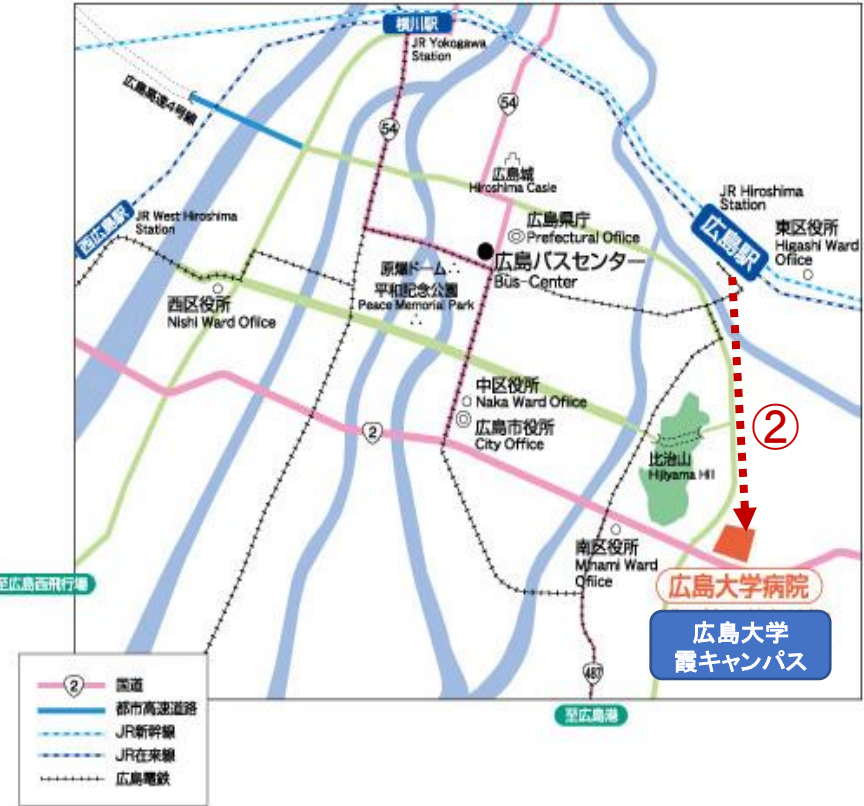 横川駅
JR Yokogawa
Station
広島高速4号線
54
54
広島城
Hiroshima Casle
JR Hiroshima
Station
広島駅
東区役所
Higashi Ward
Office
西広島駅
JR West Hiroshima
Station
広島県庁
Prefectural Office
広島バスセンター
Bus-Center
原爆ドーム
平和記念公園
Peace Memorial Park
西区役所
Nishi Ward Office
中区役所
Naka Ward Office
広島市役所
City Office
2
②
比治山
Hijiyama Hill
南区役所
Minami Ward
Office
至広島西飛行場
広島大学病院
広島大学
霞キャンパス
487
至広島港
2
国道
都市高速道路
JR新幹線
JR在来線
広島電鉄